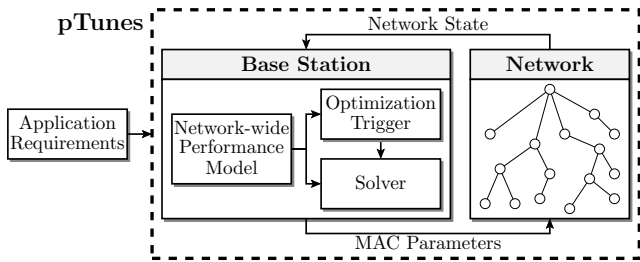 pTunes
Network State
Base Station
Network
Application
Requirements
Network-wide
Performance
Model
Optimization
Trigger
Solver
MAC Parameters